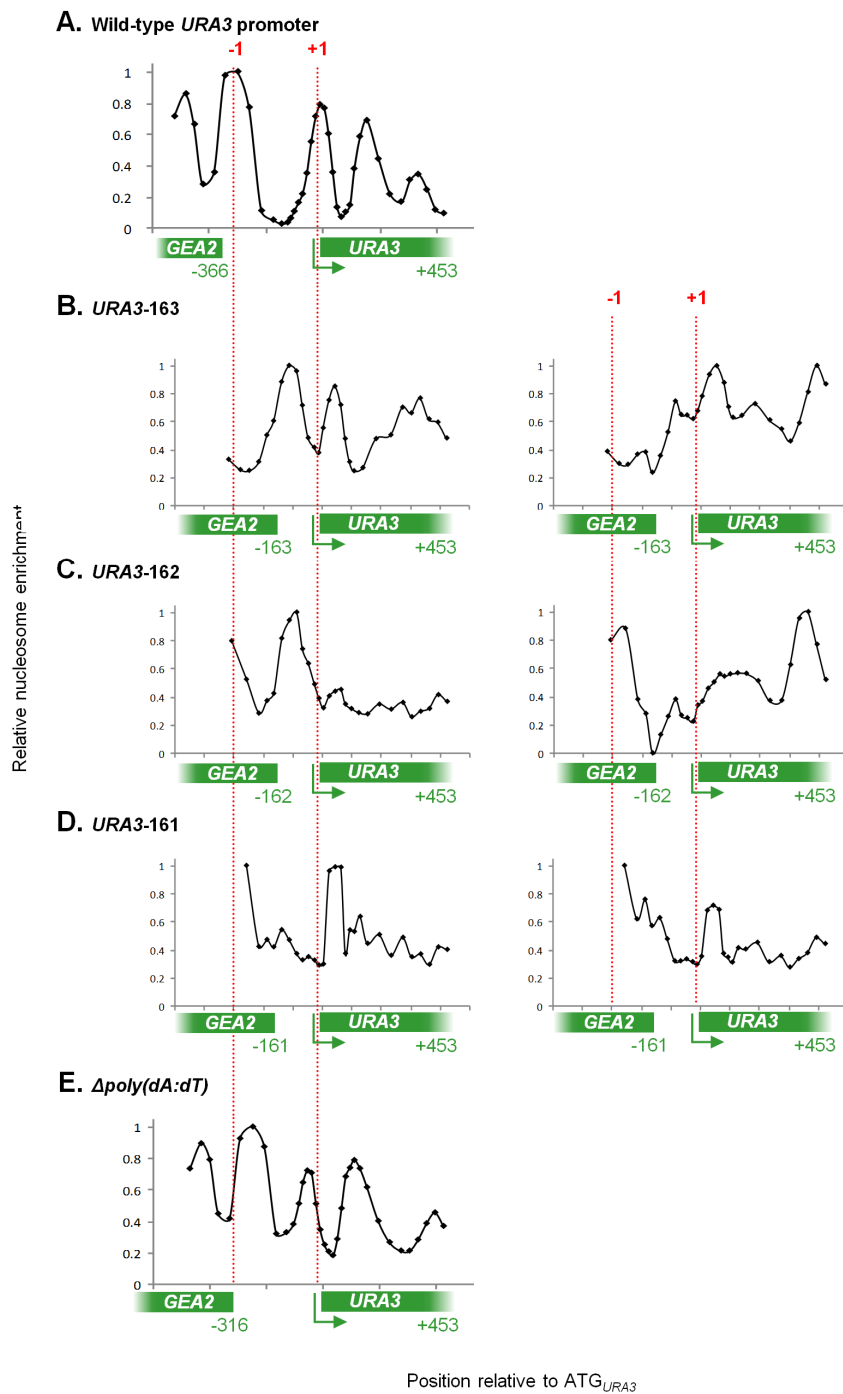 A. Wild-type URA3 promoter
-1 +1
1
0.8
0.6
0.4
0.2
0
GEA2 URA3
-366 +453
B. URA3-163
-1 +1
1 1
0.8 0.8
0.6 0.6
0.4 0.4
0.2 0.2
0 0
GEA2 URA3 GEA2 URA3
-163 +453 -163 +453
C. URA3-162
1 1
0.8 0.8
0.6 0.6
0.4 0.4
0.2 0.2
0 0
GEA2 URA3 GEA2 URA3
-162 +453 -162 +453
D. URA3-161
1 1
0.8 0.8
0.6 0.6
0.4 0.4
0.2 0.2
0 0
GEA2 URA3 GEA2 URA3
-161 +453 -161 +453
E. Δpoly(dA:dT)
1
0.8
0.6
0.4
0.2
0
GEA2 URA3
-316 +453
Relative nucleosome enrichment
Position relative to ATGURA3